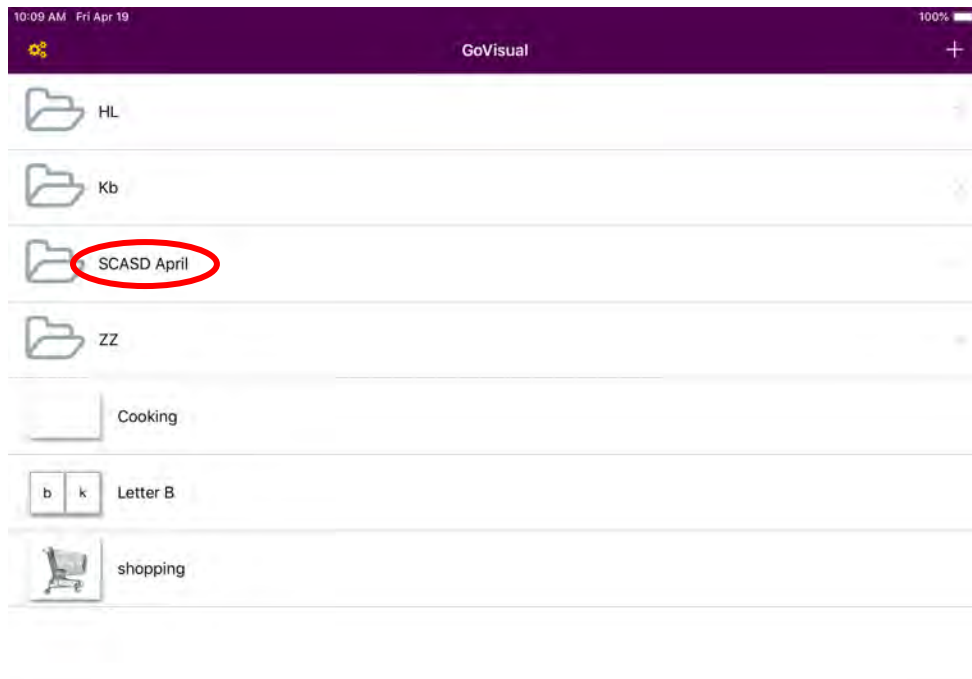 10:09 AM Fri Apr 19 100%
GoVisual +
HL
Kb
SCASD April
ZZ
Cooking
b k Letter B
shopping